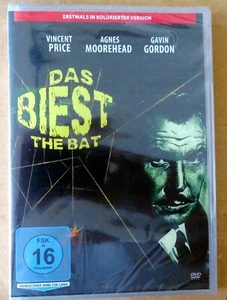 ERSTMALS IN KOLORIERTER VERSION
VINCENT PRICE
AGNES MOOREHEAD
GAVIN GORDON
DAS
BIEST
THE BAT
FSK
16
DVD